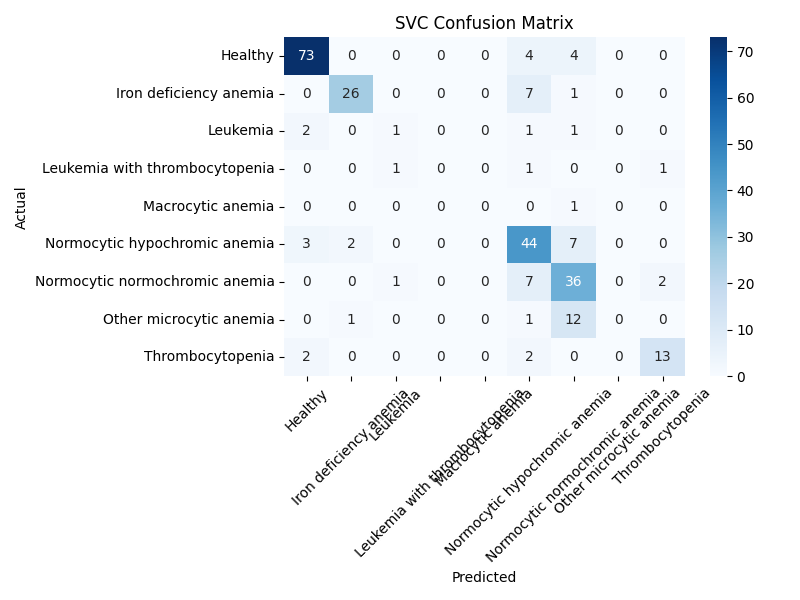 SVC Confusion Matrix
Actual
Healthy 73 0 0 0 0 4 4 0 0
Iron deficiency anemia 0 26 0 0 0 7 1 0 0
Leukemia 2 0 1 0 0 1 1 0 0
Leukemia with thrombocytopenia 0 0 1 0 0 1 0 0 1
Macrocytic anemia 0 0 0 0 0 0 1 0 0
Normocytic hypochromic anemia 3 2 0 0 0 44 7 0 0
Normocytic normochromic anemia 0 0 1 0 0 7 36 0 2
Other microcytic anemia 0 1 0 0 0 1 12 0 0
Thrombocytopenia 2 0 0 0 0 2 0 0 13
Healthy
Iron deficiency anemia
Leukemia
Leukemia with thrombocytopenia
Macrocytic anemia
Normocytic hypochromic anemia
Normocytic normochromic anemia
Other microcytic anemia
Thrombocytopenia
Predicted
70
60
50
40
30
20
10
0